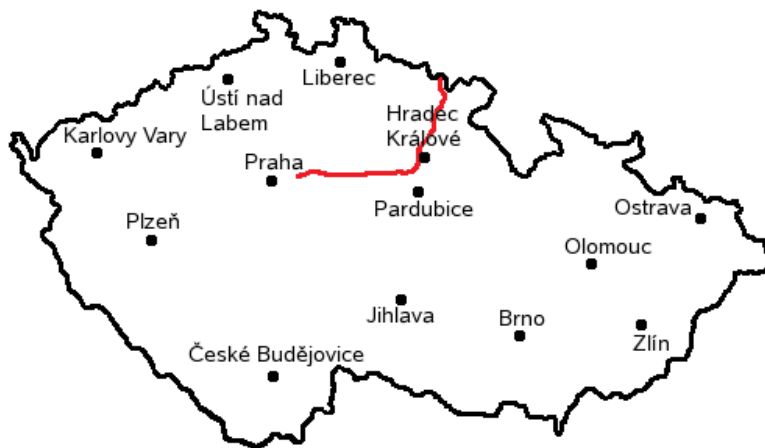 Liberec
Ústí nad
Labem
Hradec
Králové
Karlovy Vary
Praha
Pardubice
Ostrava
Plzeň
Olomouc
Jihlava
Brno
Zlín
České Budějovice